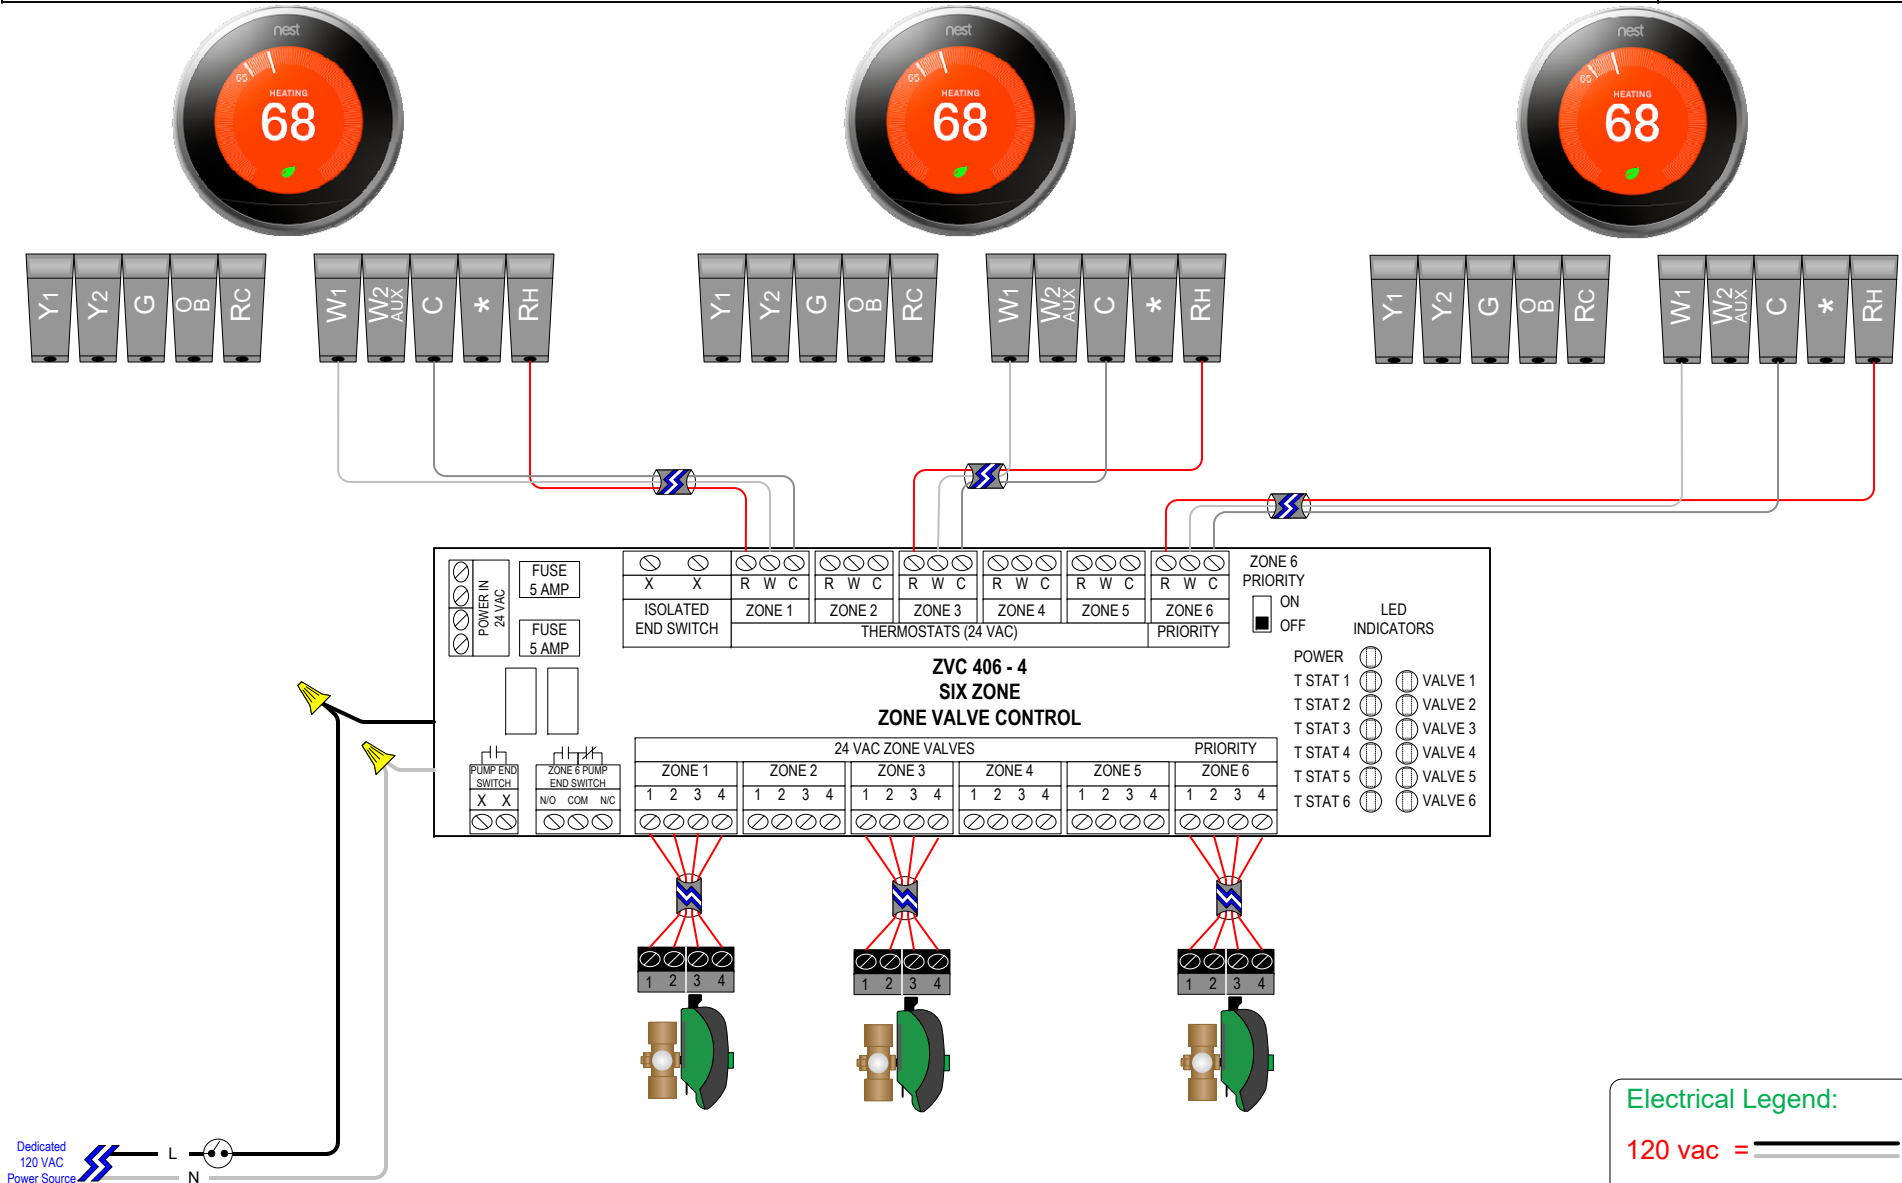 nest nest nest
65 65 65
HEATING HEATING HEATING
68 68 68
Y1 Y2 G O B RC W1 W2 AUX C * RH
Y1 Y2 G O B RC W1 W2 AUX C * RH
Y1 Y2 G O B RC W1 W2 AUX C * RH
POWER IN
24 VAC
FUSE
5 AMP
FUSE
5 AMP
X X
ISOLATED
END SWITCH
R W C R W C R W C R W C R W C R W C
ZONE 1 ZONE 2 ZONE 3 ZONE 4 ZONE 5 ZONE 6
THERMOSTATS (24 VAC) PRIORITY
ZONE 6
PRIORITY
ON
OFF
LED
INDICATORS
POWER
T STAT 1 VALVE 1
T STAT 2 VALVE 2
T STAT 3 VALVE 3
T STAT 4 VALVE 4
T STAT 5 VALVE 5
T STAT 6 VALVE 6
ZVC 406 - 4
SIX ZONE
ZONE VALVE CONTROL
PUMP END
SWITCH
X X
ZONE 6 PUMP
END SWITCH
N/O COM N/C
24 VAC ZONE VALVES PRIORITY
ZONE 1 ZONE 2 ZONE 3 ZONE 4 ZONE 5 ZONE 6
1 2 3 4 1 2 3 4 1 2 3 4 1 2 3 4 1 2 3 4 1 2 3 4
1 2 3 4 1 2 3 4 1 2 3 4
Dedicated
120 VAC
Power Source
L
N
Electrical Legend:
120 vac =